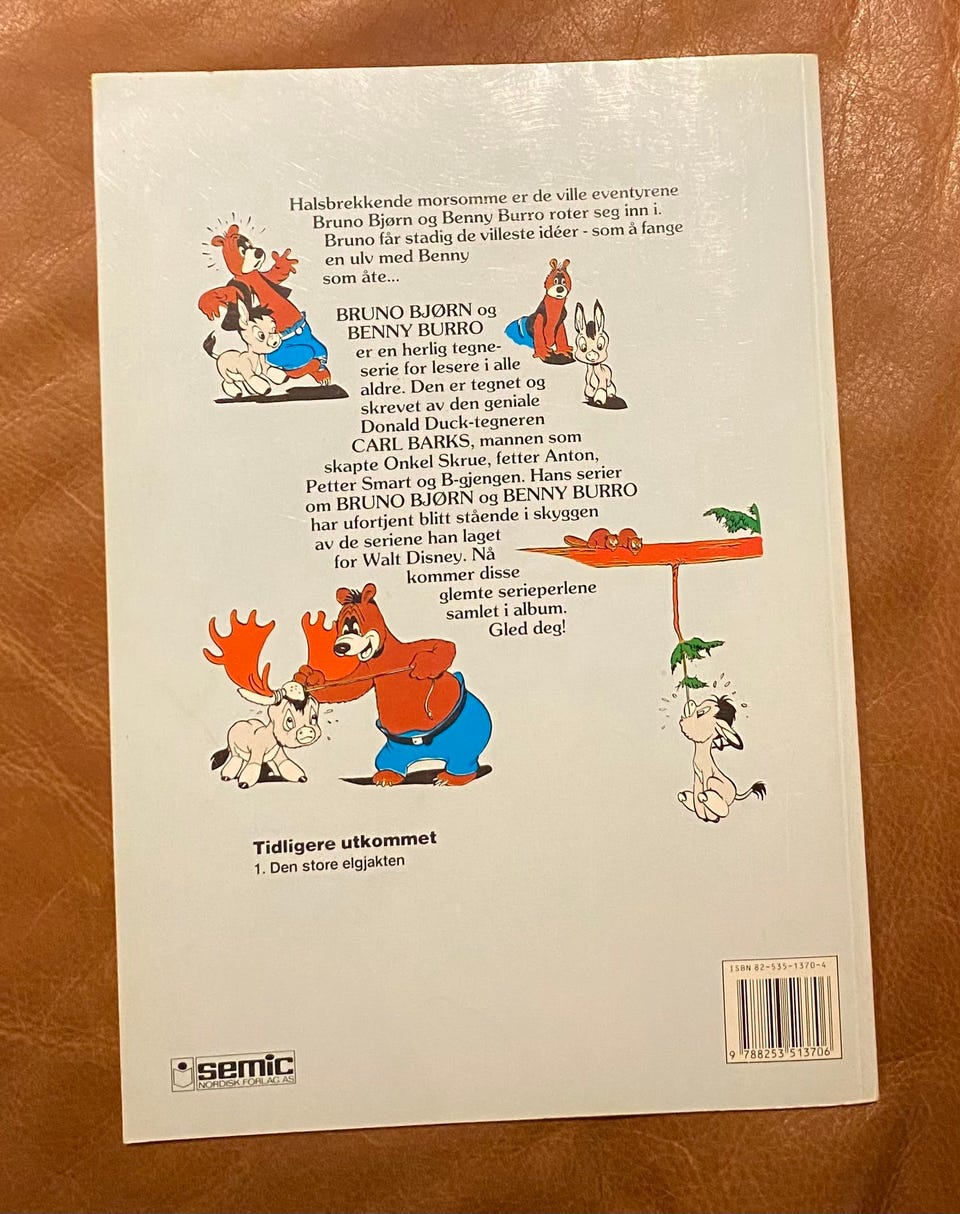 Halsbrekkende morsomme er de ville eventyrene
Bruno Bjørn og Benny Burro roter seg inn i.
Bruno får stadig de villeste idéer - som å fange
en ulv med Benny
som åte...
BRUNO BJØRN og
BENNY BURRO
er en herlig tegne-
serie for lesere i alle
aldre. Den er tegnet og
skrevet av den geniale
Donald Duck-tegneren
CARL BARKS, mannen som
skapte Onkel Skrue, fetter Anton,
Petter Smart og B-gjengen. Hans serier
om BRUNO BJØRN og BENNY BURRO
har ufortjent blitt stående i skyggen
av de seriene han laget
for Walt Disney. Nå
kommer disse
glemte serieperlene
samlet i album.
Gled deg!
Tidligere utkommet
1. Den store elgjakten
ISBN 82-535-1370-4
9 788253 513706
semic
NORDISK FORLAG AS